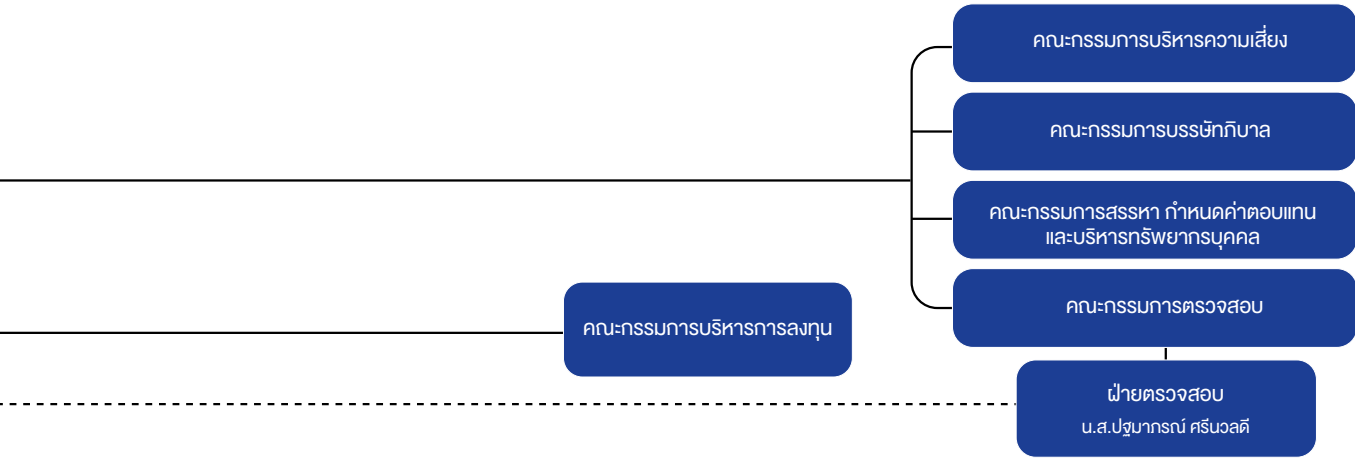 คณะกรรมการบริหารความเสี่ยง
คณะกรรมการบรรษัทภิบาล
คณะกรรมการสรรหา กำหนดค่าตอบแทน
และบริหารทรัพยากรบุคคล
คณะกรรมการตรวจสอบ
คณะกรรมการบริหารการลงทุน
ฝ่ายตรวจสอบ
น.ส.ปฐมาภรณ์ ศรีนวลดี